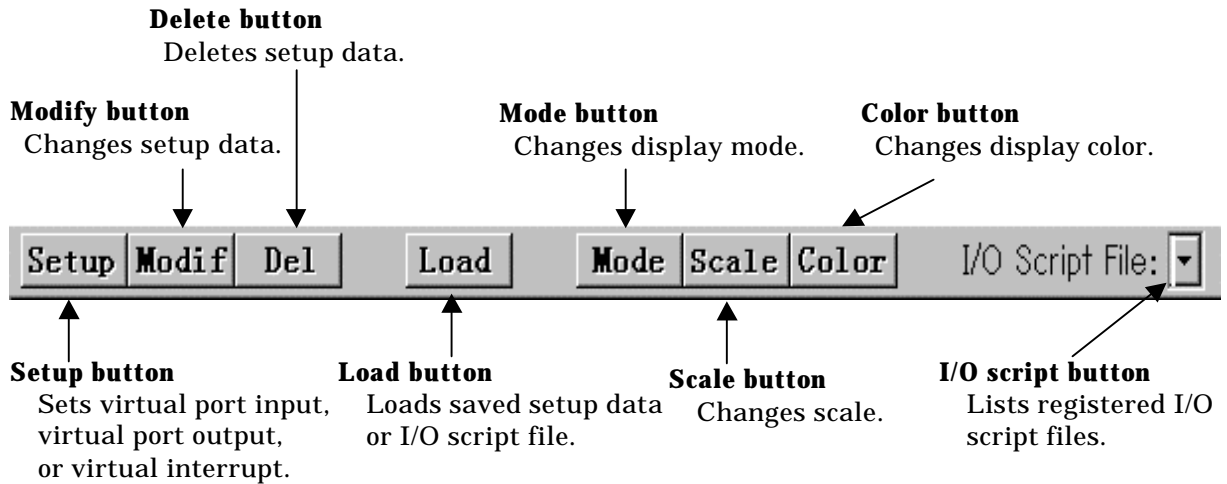 Delete button
Deletes setup data.
Modify button
Changes setup data.
Mode button
Changes display mode.
Color button
Changes display color.
Setup Modif Del Load Mode Scale Color I/O Script File:
Setup button
Sets virtual port input,
virtual port output,
or virtual interrupt.
Load button
Loads saved setup data
or I/O script file.
Scale button
Changes scale.
I/O script button
Lists registered I/O
script files.